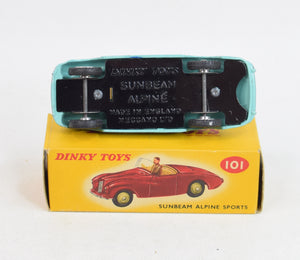 DINKY TOYS
SUNBEAM
ALPINE
MADE IN ENGLAND
MECCANO LTD
DINKY TOYS
101
SUNBEAM ALPINE SPORTS